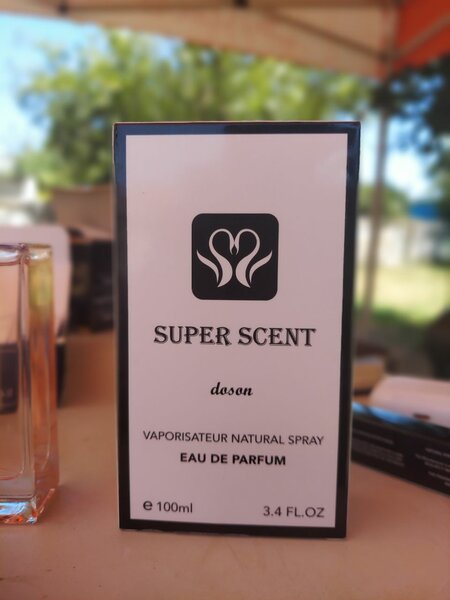 SUPER SCENT
doson
VAPORISATEUR NATURAL SPRAY
EAU DE PARFUM
e 100ml 3.4 FL.OZ